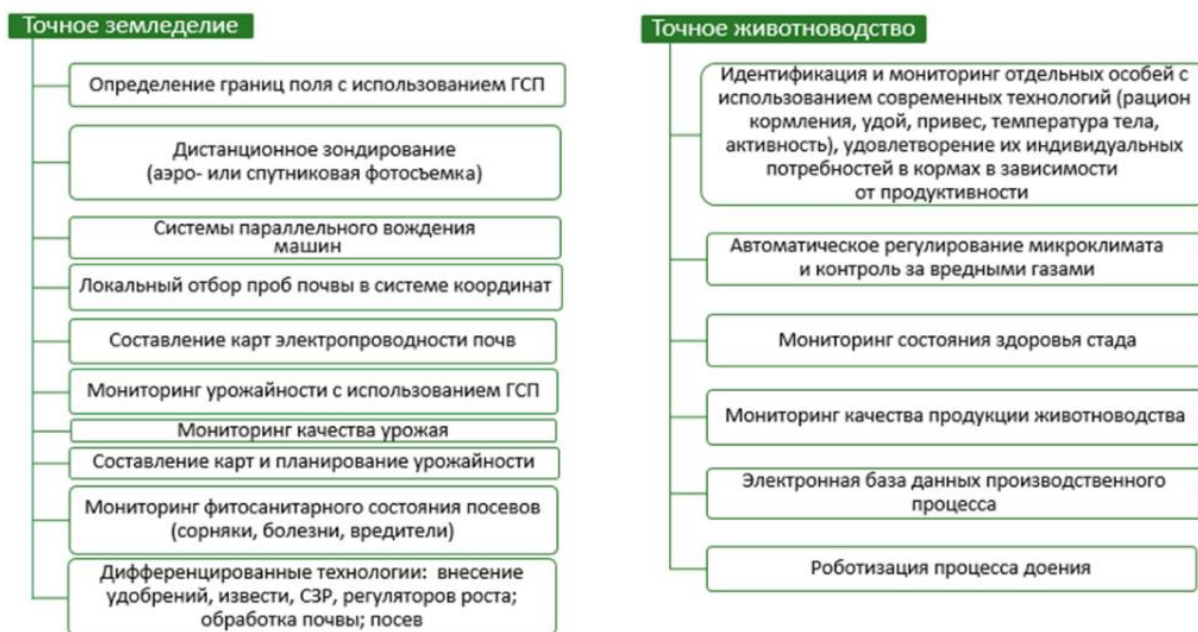 Точное земледелие
Определение границ поля с использованием ГСП
Дистанционное зондирование
(аэро- или спутниковая фотосъемка)
Системы параллельного вождения
машин
Локальный отбор проб почвы в системе координат
Составление карт электропроводности почв
Мониторинг урожайности с использованием ГСП
Мониторинг качества урожая
Составление карт и планирование урожайности
Мониторинг фитосанитарного состояния посевов
(сорняки, болезни, вредители)
Дифференцированные технологии: внесение
удобрений, извести, СЗР, регуляторов роста;
обработка почвы; посев
Точное животноводство
Идентификация и мониторинг отдельных особей с
использованием современных технологий (рацион
кормления, удой, привес, температура тела,
активность), удовлетворение их индивидуальных
потребностей в кормах в зависимости
от продуктивности
Автоматическое регулирование микроклимата
и контроль за вредными газами
Мониторинг состояния здоровья стада
Мониторинг качества продукции животноводства
Электронная база данных производственного
процесса
Роботизация процесса доения